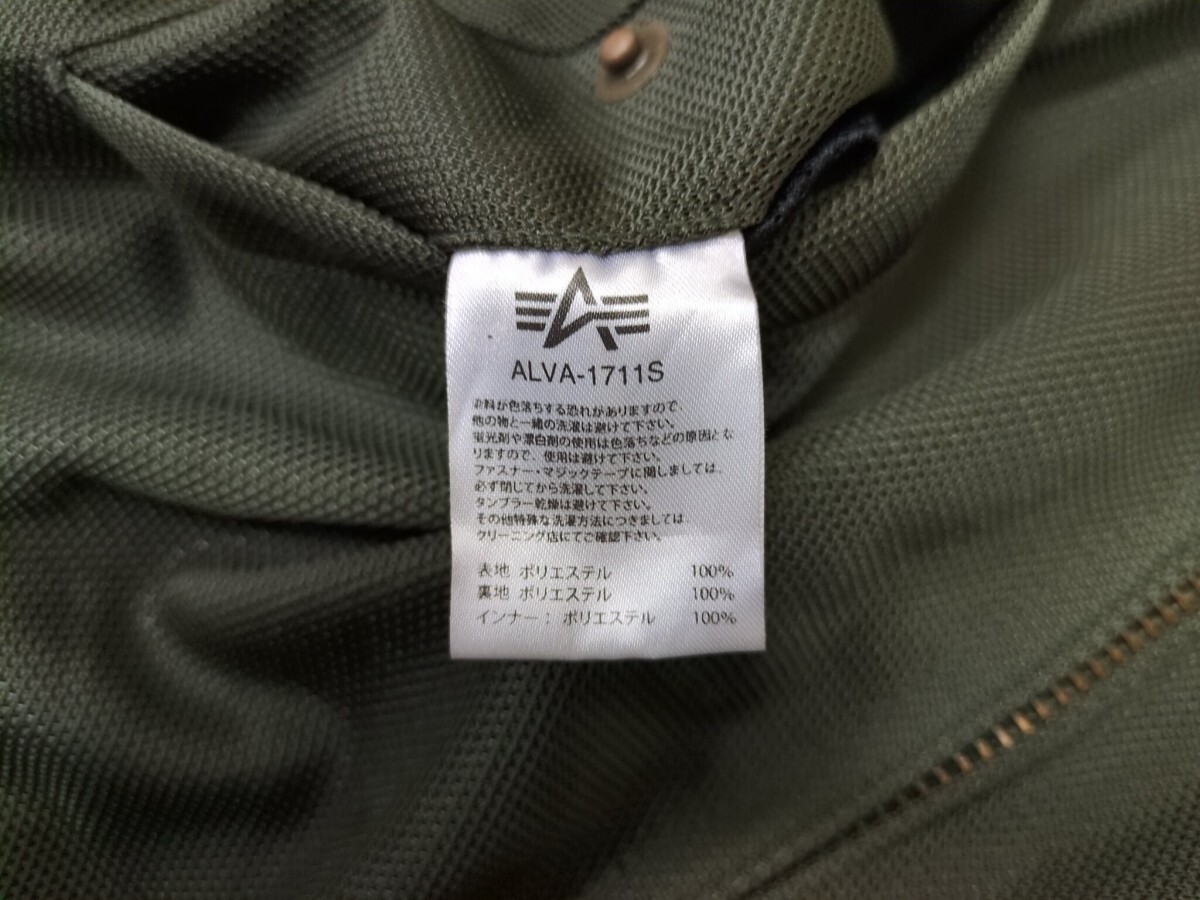 ALVA-1711S
染料が色落ちする恐れがありますので、
他の物と一緒の洗濯は避けて下さい。
蛍光剤や漂白剤の使用は色落ちなどの原因とな
りますので、使用は避けて下さい。
ファスナー・マジックテープに関しましては、
必ず閉じてから洗濯して下さい。
タンブラー乾燥は避けて下さい。
その他特殊な洗濯方法につきましては、
クリーニング店にてご確認下さい。
表地 ポリエステル 100%
裏地 ポリエステル 100%
インナー： ポリエステル 100%